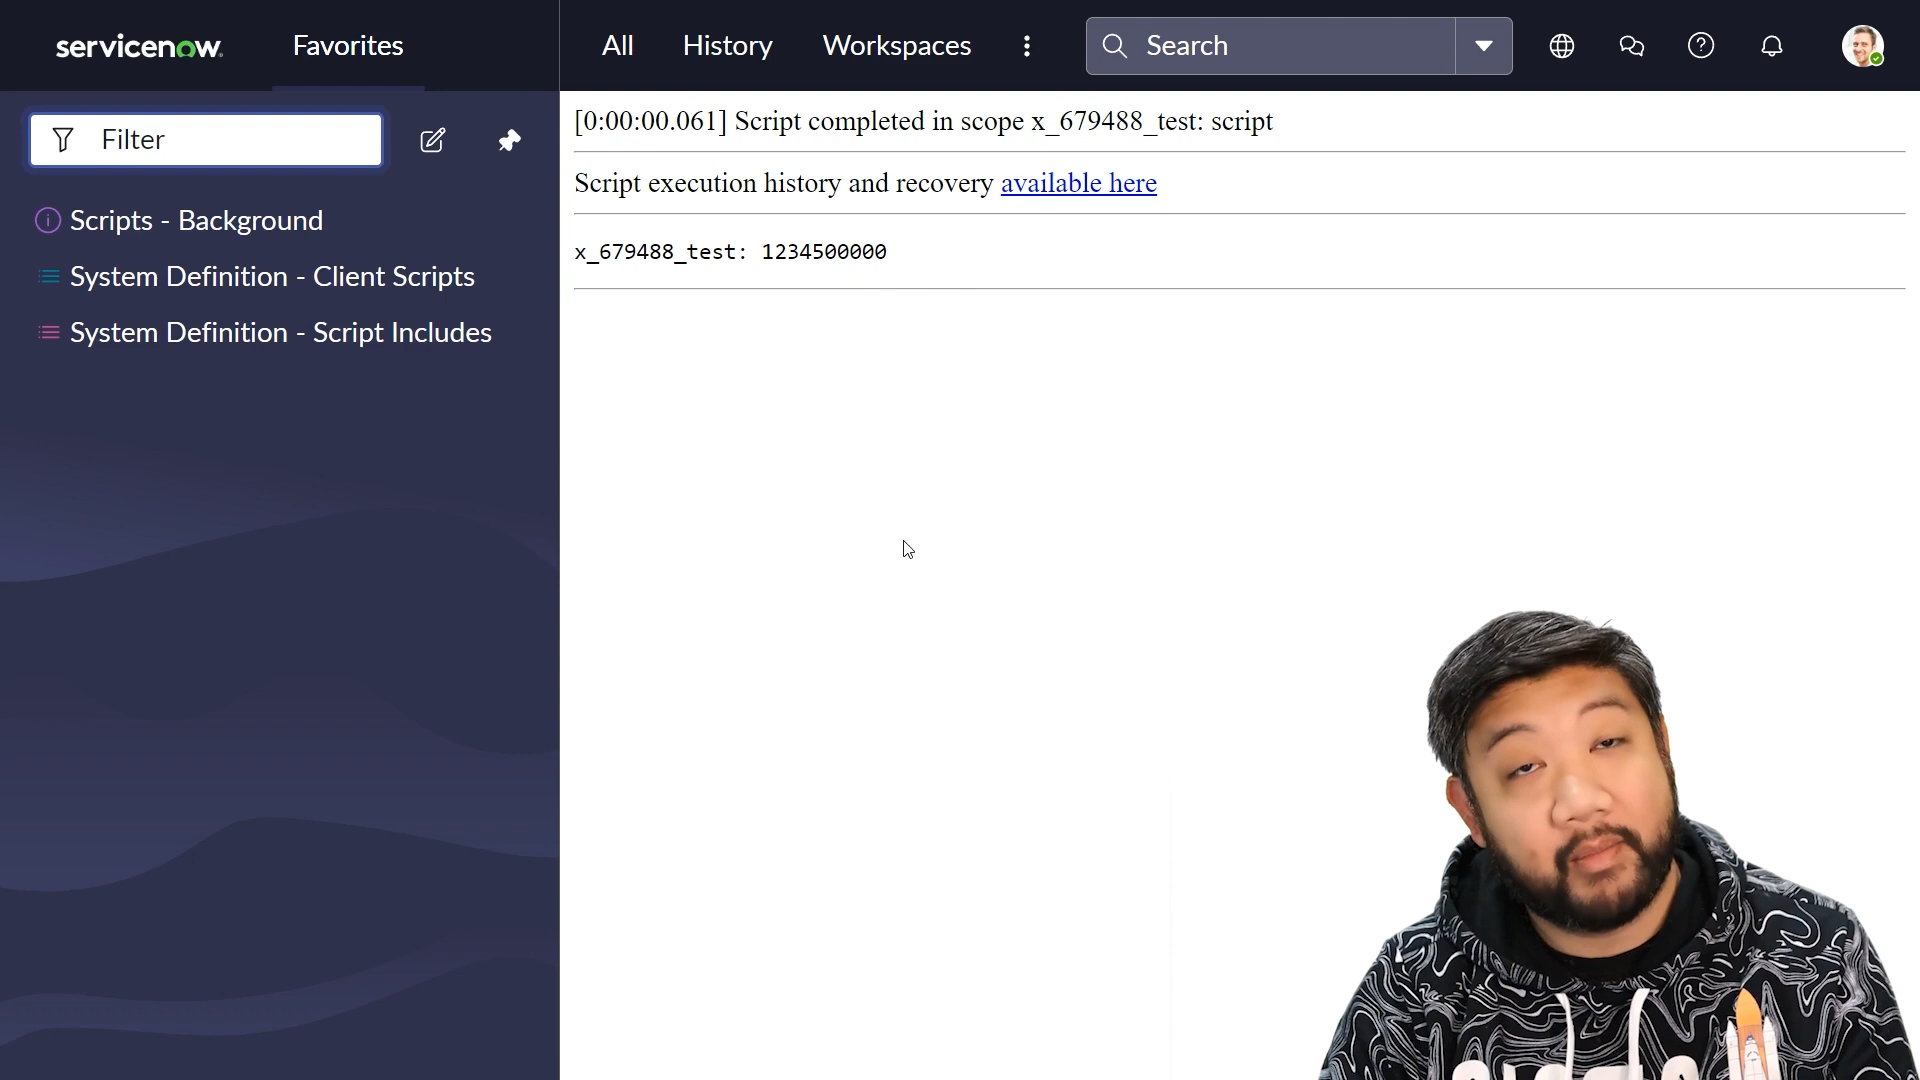 servicenow
Favorites
All
History
Workspaces
Search
Filter
Scripts - Background
System Definition - Client Scripts
System Definition - Script Includes
[0:00:00.061] Script completed in scope x_679488_test: script
Script execution history and recovery available here
x_679488_test: 1234500000